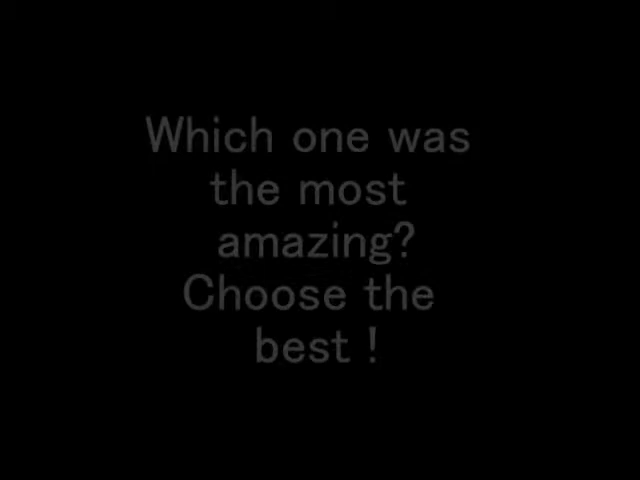 Which one was
the most
amazing?
Choose the
best !